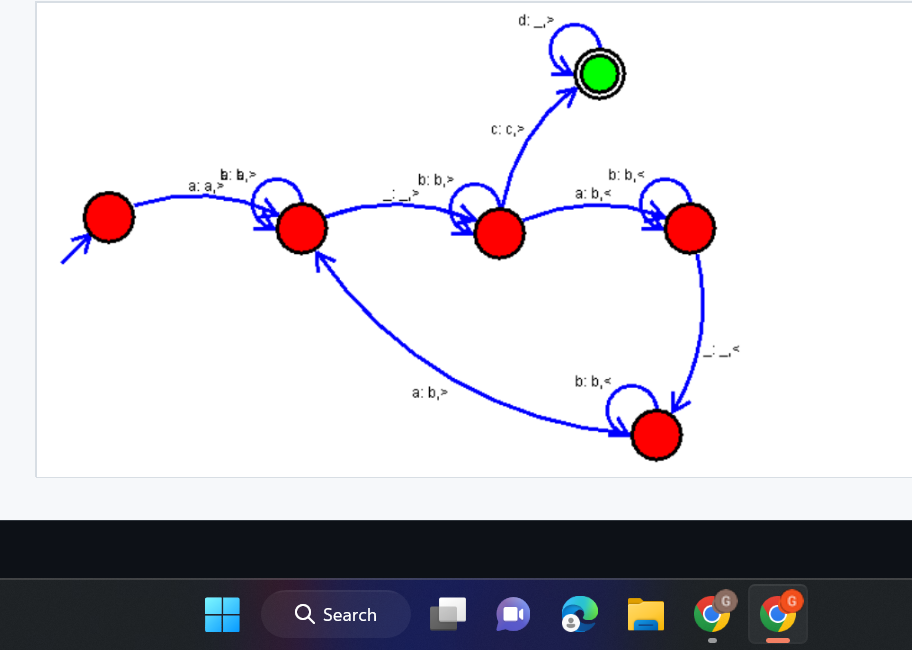 d: _,>
c: c,>
b: b,>
a: a,>
_: _,>
b: b,>
a: b,<
b: b,<
_: _,<
b: b,<
a: b,>
Search
G
G